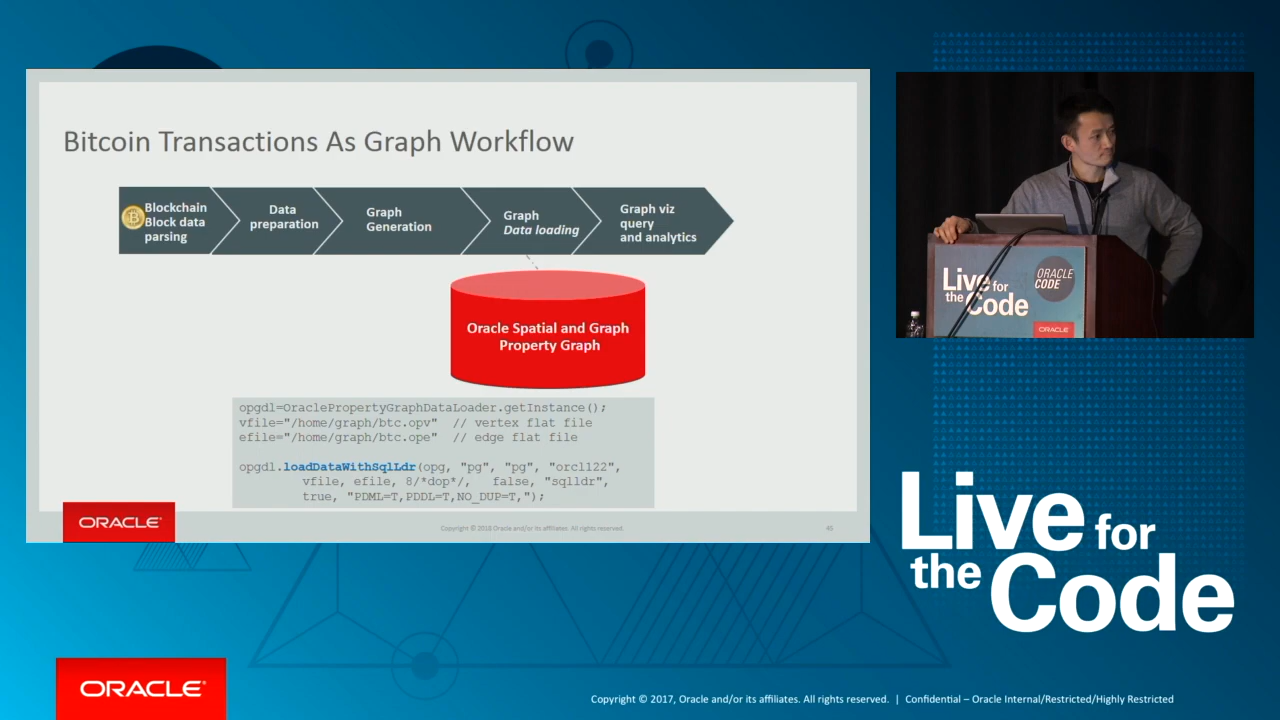 Bitcoin Transactions As Graph Workflow
Blockchain
Block data
parsing
Data
preparation
Graph
Generation
Graph
Data loading
Graph viz
query
and analytics
Oracle Spatial and Graph
Property Graph
opgdl=OraclePropertyGraphDataLoader.getInstance();
vfile="/home/graph/btc.opv"  // vertex flat file
efile="/home/graph/btc.ope"  // edge flat file
opgdl.loadDataWithSqlLdr(opg, "pg", "pg", "orcl122",
vfile, efile, 8/*dop*/,   false, "sqlldr",
true, "PDML=T,PDDL=T,NO_DUP=T,");
ORACLE®
Copyright © 2018 Oracle and/or its affiliates. All rights reserved.
45
Live for
the Code
ORACLE
CODE
ORACLE
Live for
the Code
ORACLE®
Copyright © 2017, Oracle and/or its affiliates. All rights reserved. | Confidential – Oracle Internal/Restricted/Highly Restricted